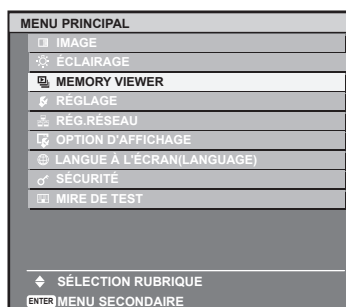 MENU PRINCIPAL
IMAGE
ÉCLAIRAGE
MEMORY VIEWER
RÉGLAGE
RÉG.RÉSEAU
OPTION D'AFFICHAGE
LANGUE À L'ÉCRAN(LANGUAGE)
SÉCURITÉ
MIRE DE TEST
SÉLECTION RUBRIQUE
ENTER MENU SECONDAIRE